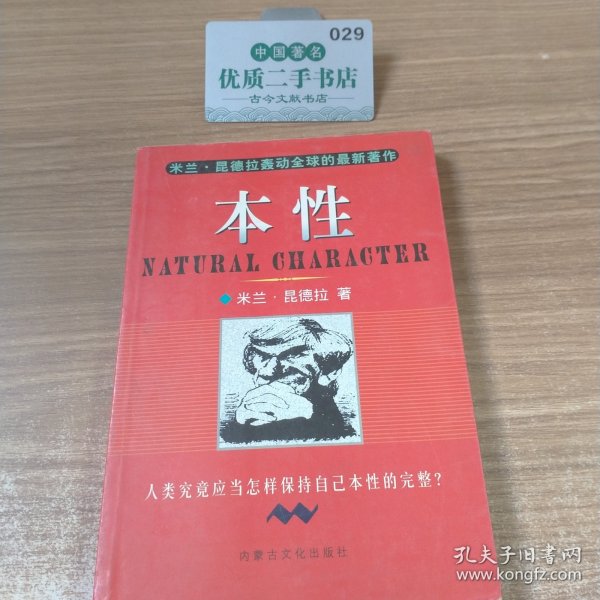 029
中国著名
优质二手书店
古今文献书店
米兰·昆德拉轰动全球的最新著作
本性
NATURAL CHARACTER
米兰·昆德拉 著
人类究竟应当怎样保持自己本性的完整?
内蒙古文化出版社
孔夫子旧书网
www.kongfz.com